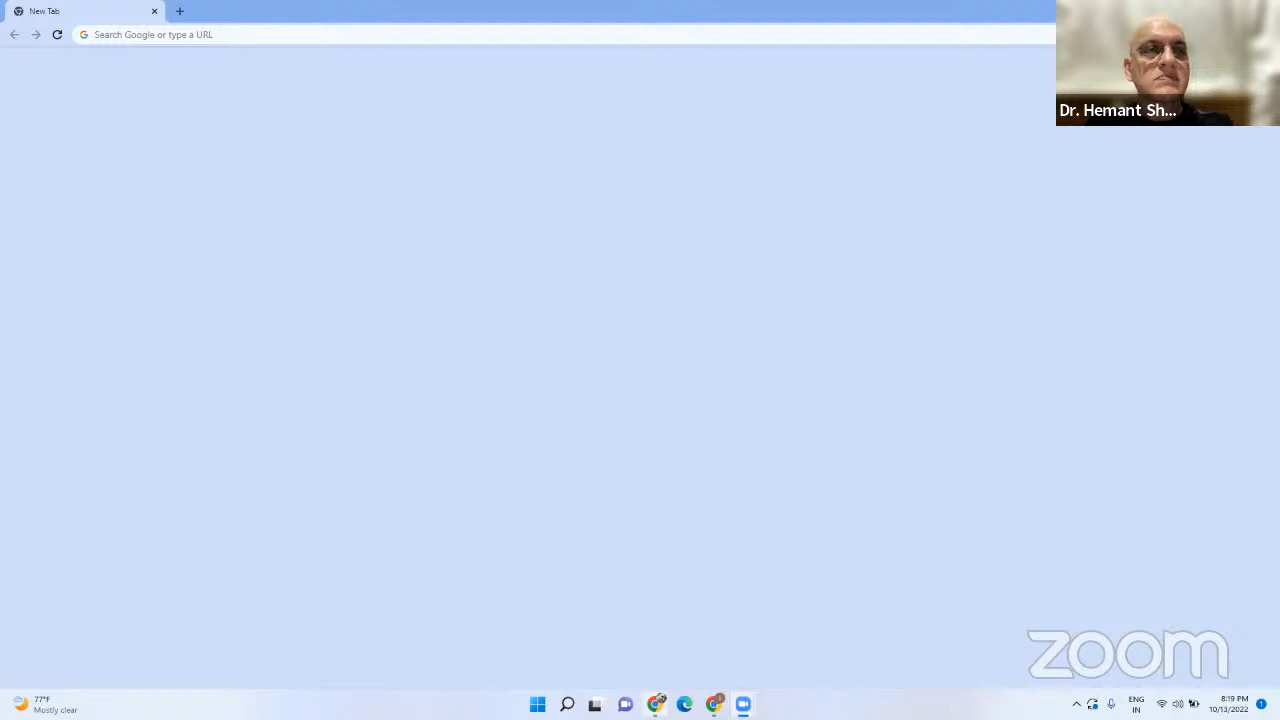 New Tab
Search Google or type a URL
Dr. Hemant Sh...
zoom
77°F
Mostly clear
ENG
IN
8:19 PM
10/13/2022